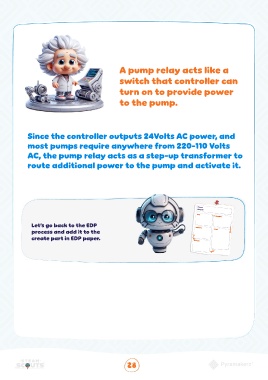 A pump relay acts like a
switch that controller can
turn on to provide power
to the pump.
Since the controller outputs 24Volts AC power, and
most pumps require anywhere from 220-110 Volts
AC, the pump relay acts as a step-up transformer to
route additional power to the pump and activate it.
Let's go back to the EDP
process and add it to the
create part in EDP paper.
28